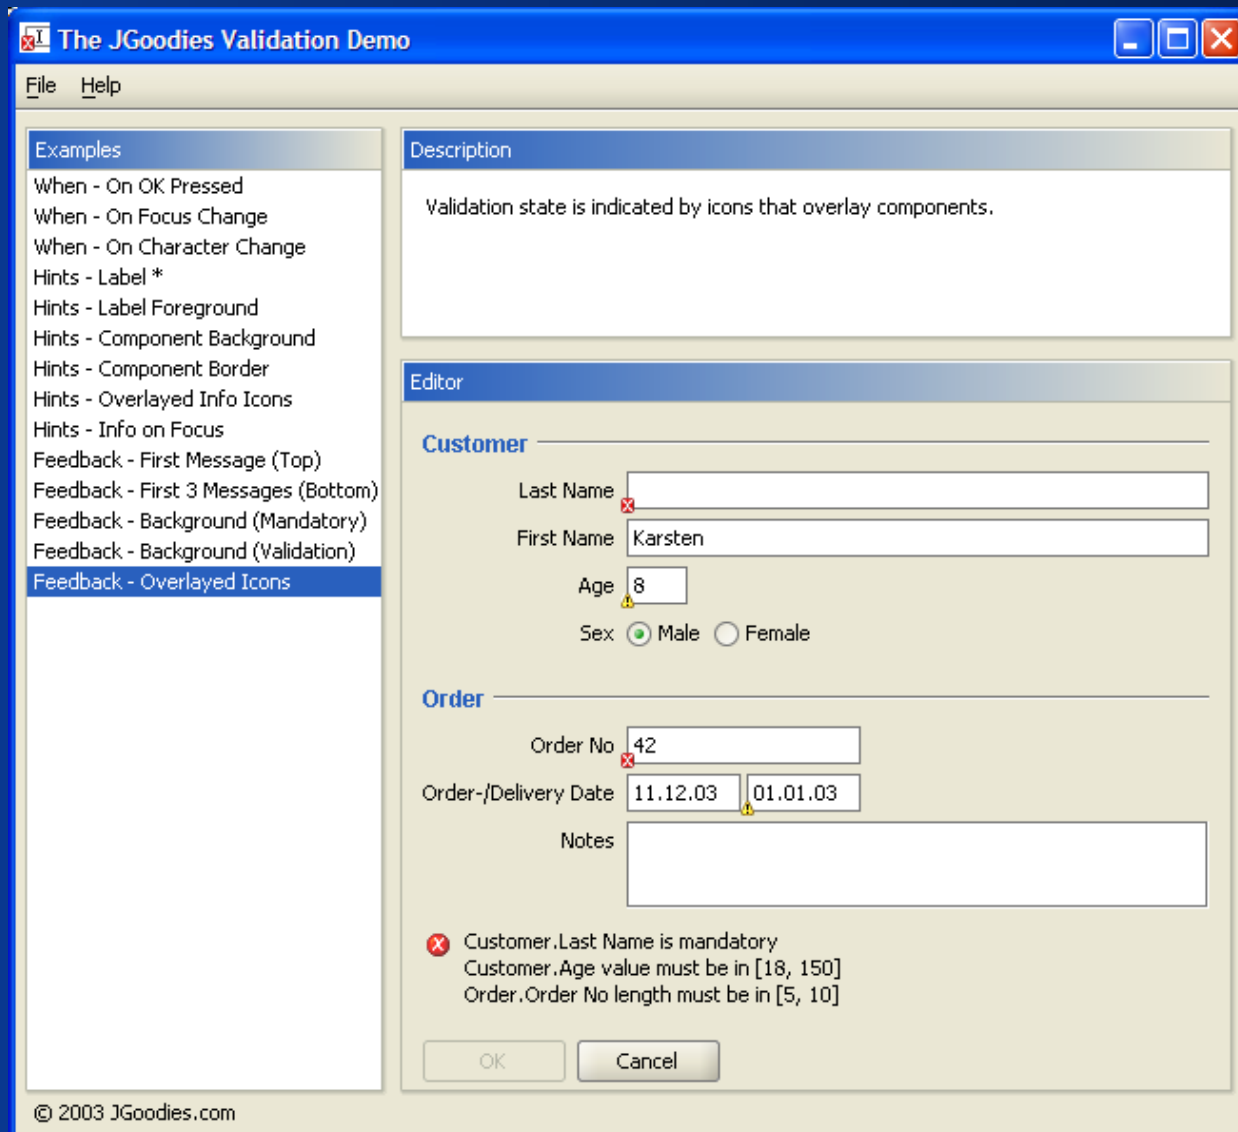 The JGoodies Validation Demo
File Help
Examples
When - On OK Pressed
When - On Focus Change
When - On Character Change
Hints - Label *
Hints - Label Foreground
Hints - Component Background
Hints - Component Border
Hints - Overlayed Info Icons
Hints - Info on Focus
Feedback - First Message (Top)
Feedback - First 3 Messages (Bottom)
Feedback - Background (Mandatory)
Feedback - Background (Validation)
Feedback - Overlayed Icons
Description
Validation state is indicated by icons that overlay components.
Editor
Customer
Last Name
First Name Karsten
Age 8
Sex Male Female
Order
Order No 42
Order-/Delivery Date 11.12.03 01.01.03
Notes
Customer.Last Name is mandatory
Customer.Age value must be in [18, 150]
Order.Order No length must be in [5, 10]
OK Cancel
© 2003 JGoodies.com